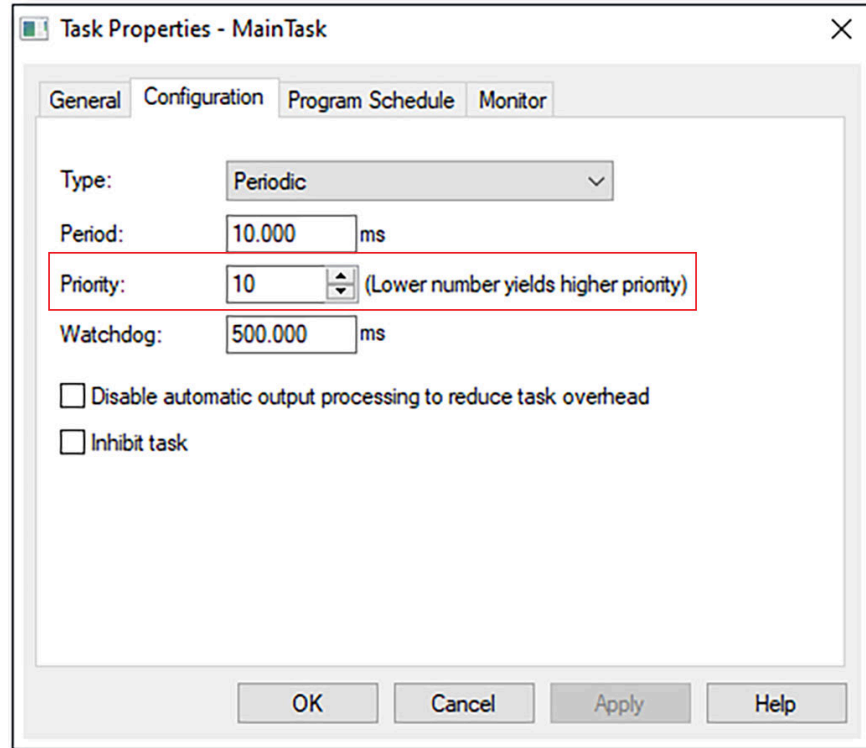 Task Properties - MainTask
General Configuration Program Schedule Monitor
Type: Periodic
Period: 10.000 ms
Priority: 10 (Lower number yields higher priority)
Watchdog: 500.000 ms
Disable automatic output processing to reduce task overhead
Inhibit task
OK Cancel Apply Help